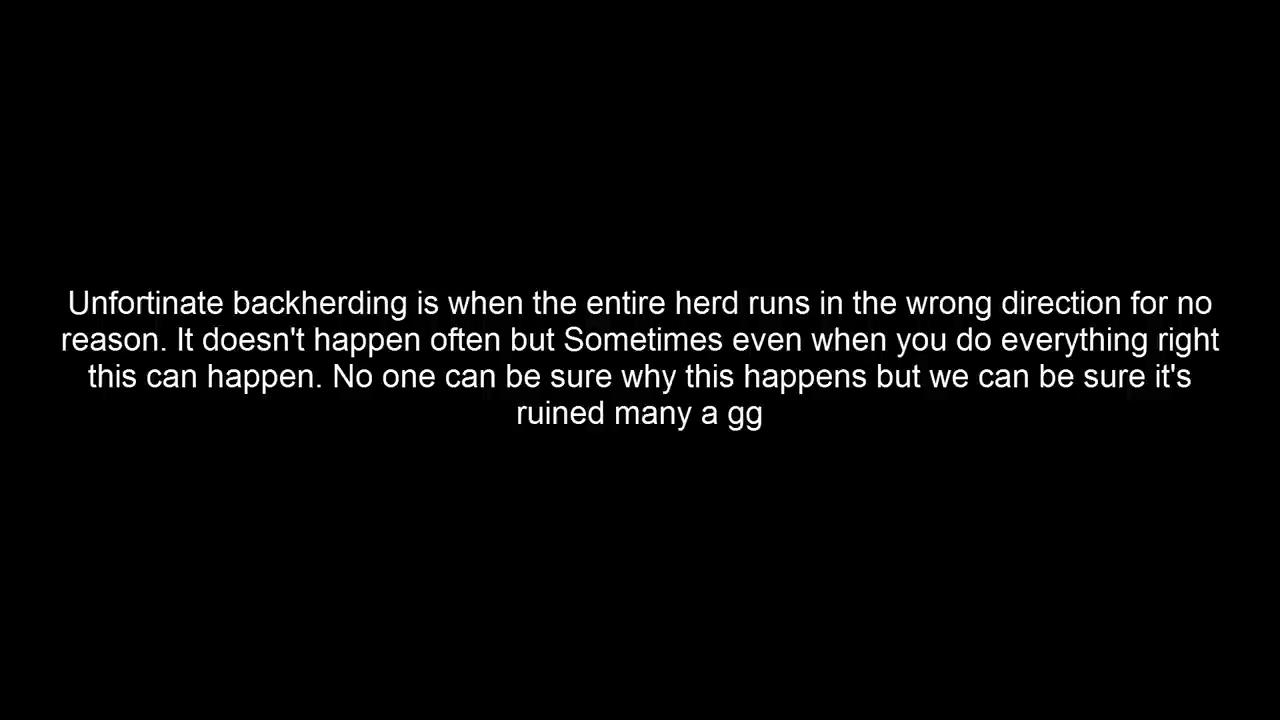 Unfortinate backherding is when the entire herd runs in the wrong direction for no
reason. It doesn't happen often but Sometimes even when you do everything right
this can happen. No one can be sure why this happens but we can be sure it's
ruined many a gg